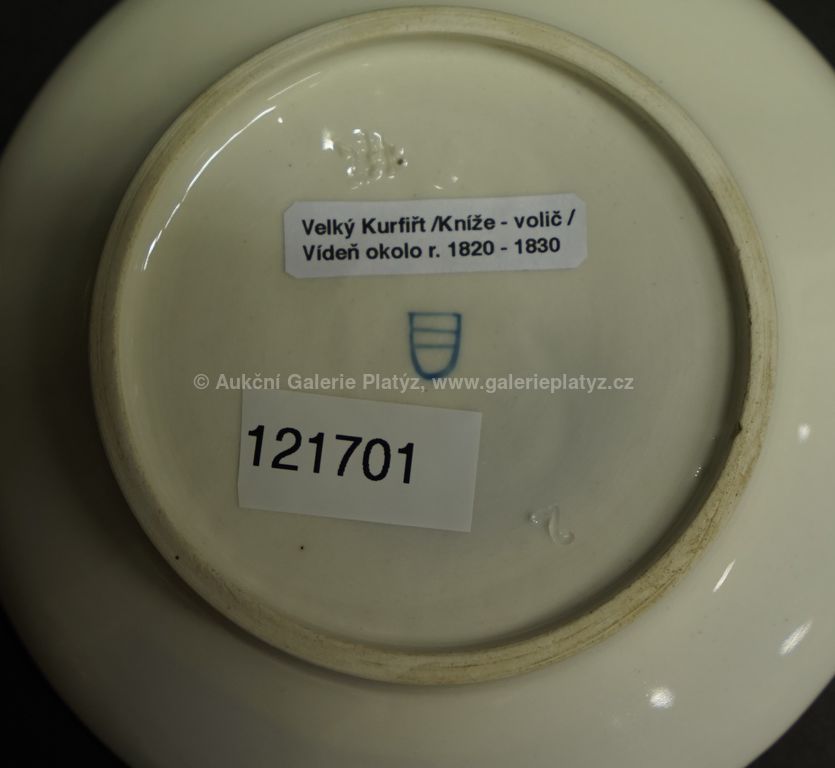 Velký Kurfiřt /Kníže - volič /
Vídeň okolo r. 1820 - 1830
© Aukční Galerie Platýz, www.galerieplatyz.cz
121701